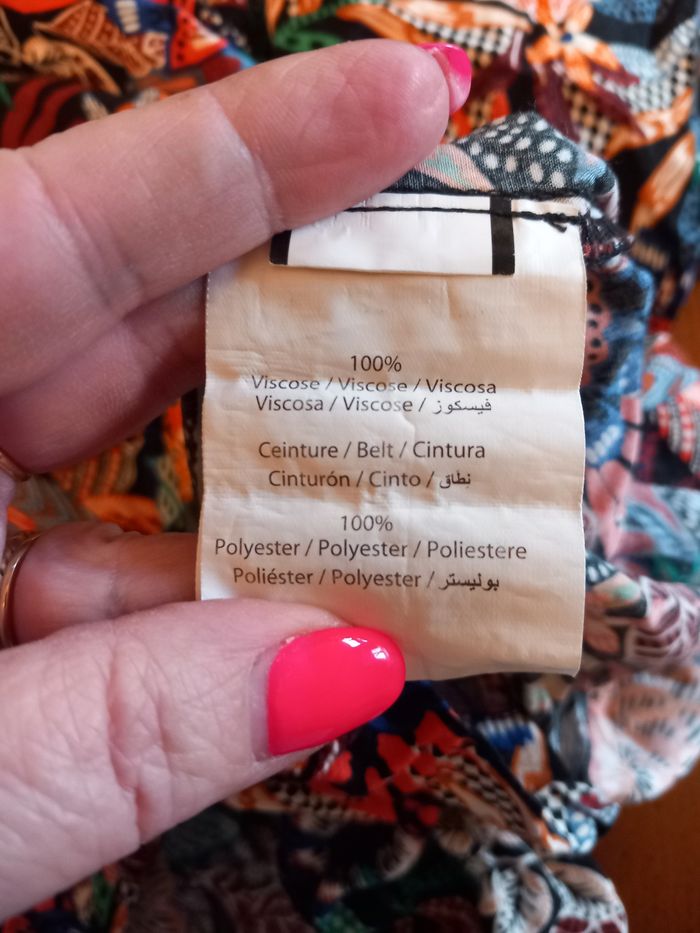 100%
Viscose / Viscose / Viscosa
Viscosa / Viscose / فيسكوز
Ceinture / Belt / Cintura
Cinturón / Cinto / نِطاق
100%
Polyester / Polyester / Poliestere
Poliéster / Polyester / بوليستر